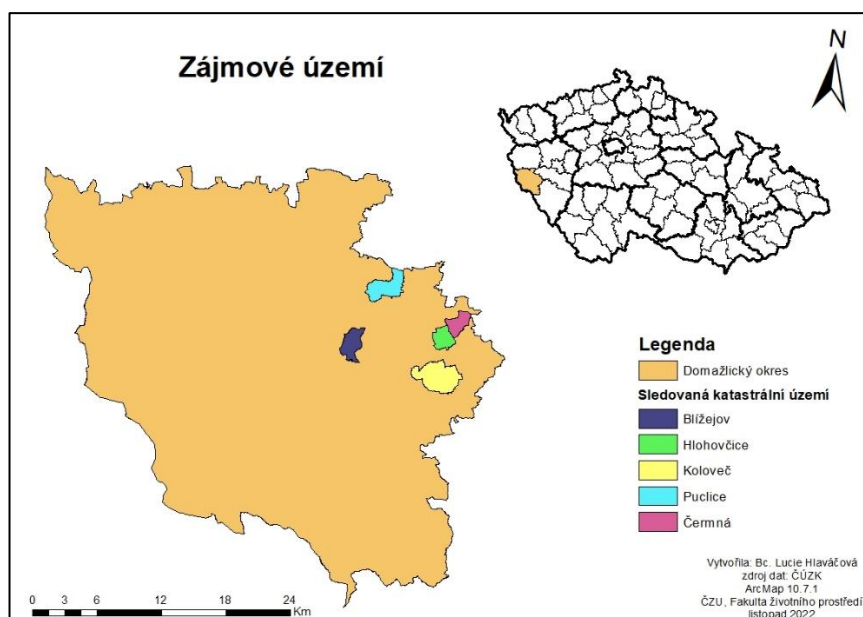 Zájmové území
N
Legenda
Domažlický okres
Sledovaná katastrální území
Blížejov
Hlohovčice
Koloveč
Puclice
Čermná
0 3 6 12 18 24
Km
Vytvořila: Bc. Lucie Hlaváčová
zdroj dat: ČÚZK
ArcMap 10.7.1
ČZU, Fakulta životního prostředí
listopad 2022